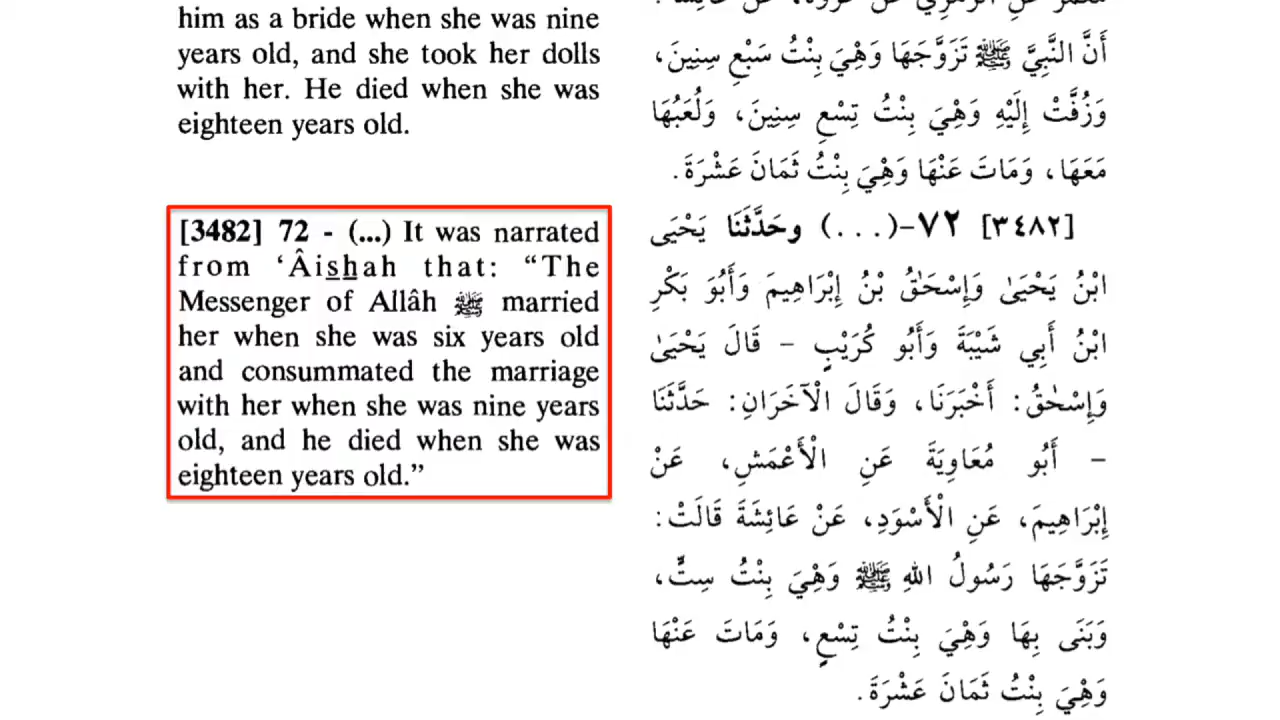 him as a bride when she was nine
years old, and she took her dolls
with her. He died when she was
eighteen years old.
[3482] 72 - (...) It was narrated
from ‘Âishah that: “The
Messenger of Allâh ﷺ married
her when she was six years old
and consummated the marriage
with her when she was nine years
old, and he died when she was
eighteen years old.”
مَعْمَرٌ عَنِ الزُّهْرِيِّ عَنْ عُرْوَةَ، عَنْ عَائِشَةَ:
أَنَّ النَّبِيَّ ﷺ تَزَوَّجَهَا وَهْيَ بِنْتُ سَبْعِ سِنِينَ،
وَزُفَّتْ إِلَيْهِ وَهْيَ بِنْتُ تِسْعِ سِنِينَ، وَلُعَبُهَا
مَعَهَا، وَمَاتَ عَنْهَا وَهْيَ بِنْتُ ثَمَانَ عَشْرَةَ.
[٣٤٨٢] ٧٢-(...) وحَدَّثَنَا يَحْيَى
ابْنُ يَحْيَىٰ وَإِسْحَٰقُ بْنُ إِبْرَاهِيمَ وَأَبُو بَكْرِ
ابْنُ أَبِي شَيْبَةَ وَأَبُو كُرَيْبٍ – قَالَ يَحْيَىٰ
وَإِسْحَٰقُ: أَخْبَرَنَا، وَقَالَ الْآخَرَانِ: حَدَّثَنَا
– أَبُو مُعَاوِيَةَ عَنِ الْأَعْمَشِ، عَنْ
إِبْرَاهِيمَ، عَنِ الْأَسْوَدِ، عَنْ عَائِشَةَ قَالَتْ:
تَزَوَّجَهَا رَسُولُ اللهِ ﷺ وَهْيَ بِنْتُ سِتٍّ،
وَبَنَى بِهَا وَهْيَ بِنْتُ تِسْعٍ، وَمَاتَ عَنْهَا
وَهْيَ بِنْتُ ثَمَانَ عَشْرَةَ.